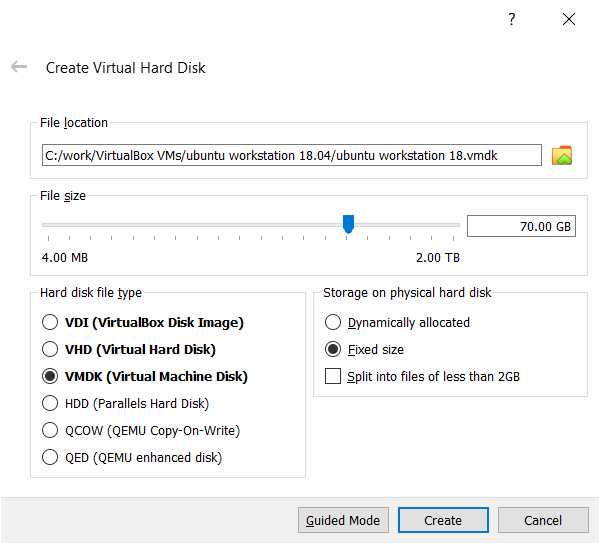 ?
Create Virtual Hard Disk
File location
C:/work/VirtualBox VMs/ubuntu workstation 18.04/ubuntu workstation 18.vmdk
File size
70.00 GB
4.00 MB 2.00 TB
Hard disk file type
VDI (VirtualBox Disk Image)
VHD (Virtual Hard Disk)
VMDK (Virtual Machine Disk)
HDD (Parallels Hard Disk)
QCOW (QEMU Copy-On-Write)
QED (QEMU enhanced disk)
Storage on physical hard disk
Dynamically allocated
Fixed size
Split into files of less than 2GB
Guided Mode Create Cancel